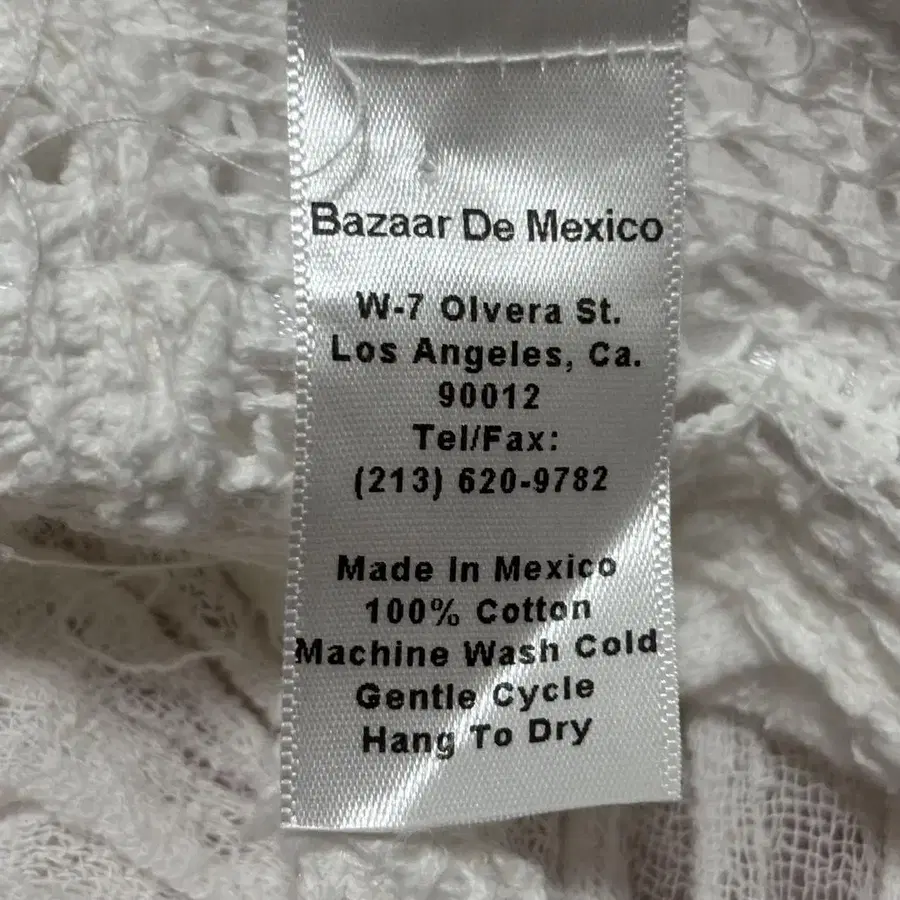 Bazaar De Mexico
W-7 Olvera St.
Los Angeles, Ca.
90012
Tel/Fax:
(213) 620-9782
Made In Mexico
100% Cotton
Machine Wash Cold
Gentle Cycle
Hang To Dry